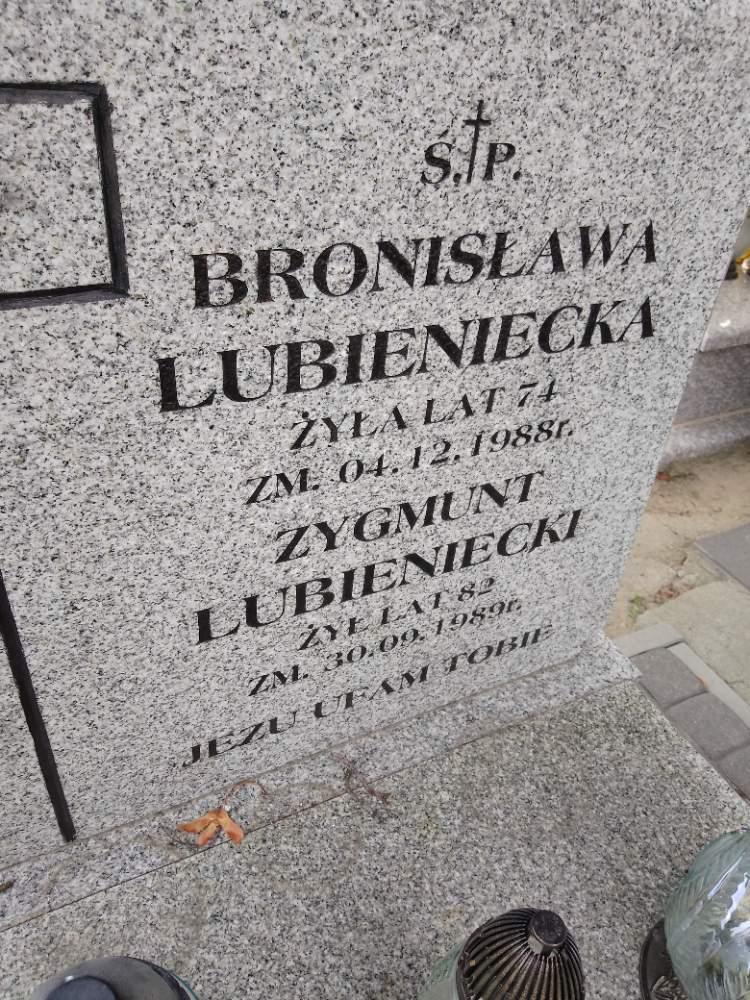 Ś.†P.
BRONISŁAWA
LUBIENIECKA
ŻYŁA LAT 74
ZM. 04.12.1988r.
ZYGMUNT
LUBIENIECKI
ŻYŁ LAT 82
ZM. 30.09.1989r.
JEZU UFAM TOBIE